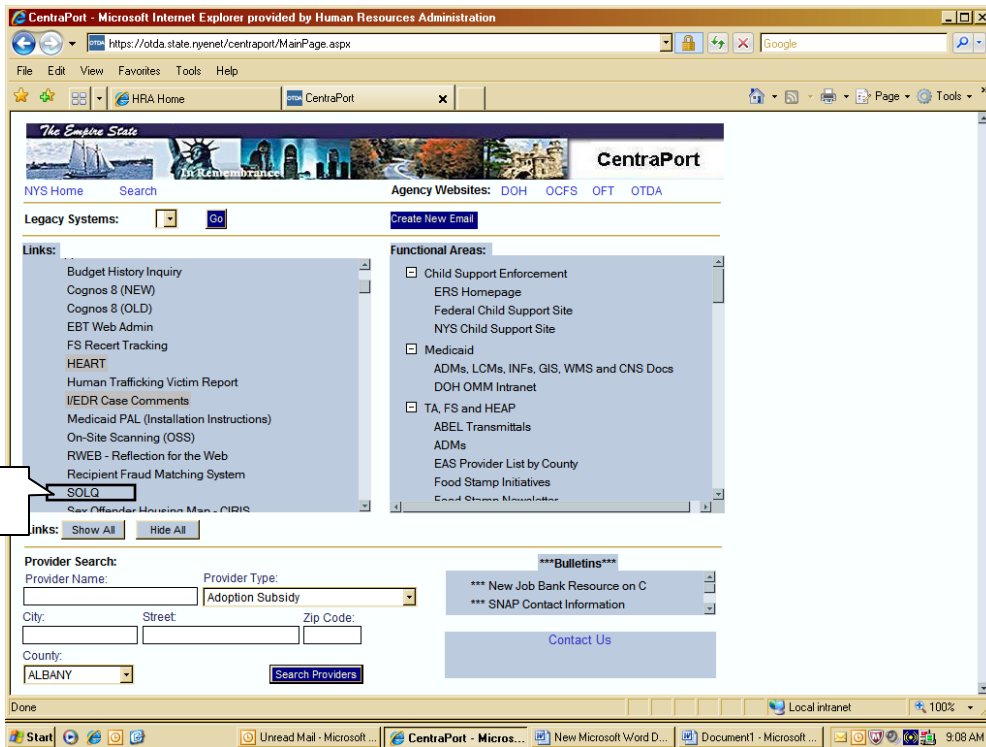 CentraPort - Microsoft Internet Explorer provided by Human Resources Administration
https://otda.state.nyenet/centraport/MainPage.aspx
Google
File Edit View Favorites Tools Help
HRA Home
CentraPort
Page
Tools
The Empire State
In Remembrance
CentraPort
NYS Home Search
Agency Websites: DOH OCFS OFT OTDA
Legacy Systems:
Go
Create New Email
Links:
Budget History Inquiry
Cognos 8 (NEW)
Cognos 8 (OLD)
EBT Web Admin
FS Recert Tracking
HEART
Human Trafficking Victim Report
I/EDR Case Comments
Medicaid PAL (Installation Instructions)
On-Site Scanning (OSS)
RWEB - Reflection for the Web
Recipient Fraud Matching System
SOLQ
Sex Offender Housing Map - CIRIS
Functional Areas:
Child Support Enforcement
ERS Homepage
Federal Child Support Site
NYS Child Support Site
Medicaid
ADMs, LCMs, INFs, GIS, WMS and CNS Docs
DOH OMM Intranet
TA, FS and HEAP
ABEL Transmittals
ADMs
EAS Provider List by County
Food Stamp Initiatives
Food Stamp Newsletter
Links: Show All Hide All
Provider Search:
Provider Name:
Provider Type:
Adoption Subsidy
City:
Street:
Zip Code:
County:
ALBANY
Search Providers
***Bulletins***
*** New Job Bank Resource on C
*** SNAP Contact Information
Contact Us
Done
Local intranet
100%
Start
Unread Mail - Microsoft ...
CentraPort - Micros...
New Microsoft Word D...
Document1 - Microsoft ...
9:08 AM